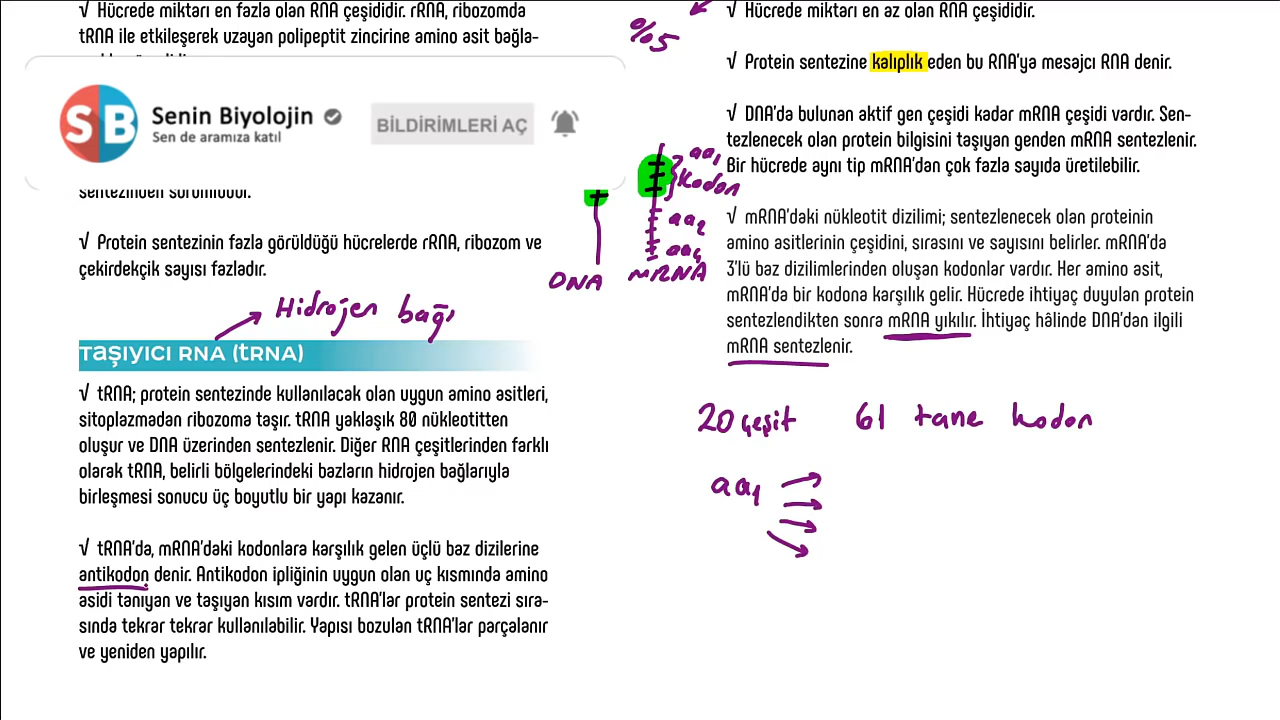 √ Hücrede miktarı en fazla olan RNA çeşididir. rRNA, ribozomda
tRNA ile etkileşerek uzayan polipeptit zincirine amino asit bağla-
Senin Biyolojin
Sen de aramıza katıl
BİLDİRİMLERİ AÇ
sentezinden sorumludur.
√ Protein sentezinin fazla görüldüğü hücrelerde rRNA, ribozom ve
çekirdekçik sayısı fazladır.
Hidrojen bağı
TAŞIYICI RNA (tRNA)
√ tRNA; protein sentezinde kullanılacak olan uygun amino asitleri,
sitoplazmadan ribozoma taşır. tRNA yaklaşık 80 nükleotitten
oluşur ve DNA üzerinden sentezlenir. Diğer RNA çeşitlerinden farklı
olarak tRNA, belirli bölgelerindeki bazların hidrojen bağlarıyla
birleşmesi sonucu üç boyutlu bir yapı kazanır.
√ tRNA’da, mRNA’daki kodonlara karşılık gelen üçlü baz dizilerine
antikodon denir. Antikodon ipliğinin uygun olan uç kısmında amino
asidi tanıyan ve taşıyan kısım vardır. tRNA’lar protein sentezi sıra-
sında tekrar tekrar kullanılabilir. Yapısı bozulan tRNA’lar parçalanır
ve yeniden yapılır.
%5
aa1
kodon
aa2
DNA
mRNA
√ Hücrede miktarı en az olan RNA çeşididir.
√ Protein sentezine kalıplık eden bu RNA’ya mesajcı RNA denir.
√ DNA’da bulunan aktif gen çeşidi kadar mRNA çeşidi vardır. Sen-
tezlenecek olan protein bilgisini taşıyan genden mRNA sentezlenir.
Bir hücrede aynı tip mRNA’dan çok fazla sayıda üretilebilir.
√ mRNA’daki nükleotit dizilimi; sentezlenecek olan proteinin
amino asitlerinin çeşidini, sırasını ve sayısını belirler. mRNA’da
3’lü baz dizilimlerinden oluşan kodonlar vardır. Her amino asit,
mRNA’da bir kodona karşılık gelir. Hücrede ihtiyaç duyulan protein
sentezlendikten sonra mRNA yıkılır. İhtiyaç hâlinde DNA’dan ilgili
mRNA sentezlenir.
20 çeşit 61 tane kodon
aa1